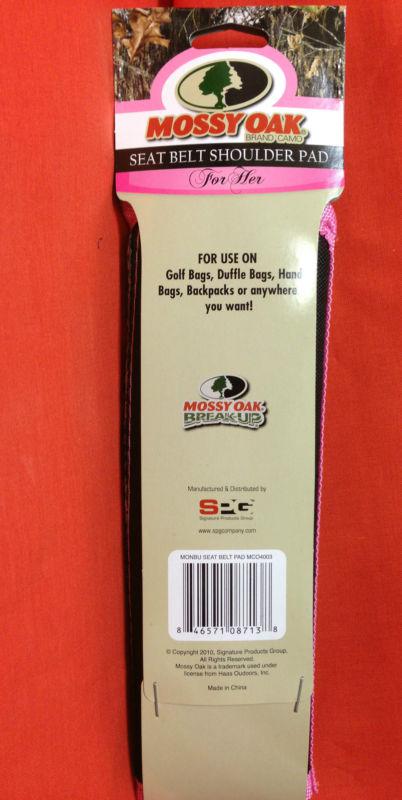 MOSSY OAK®
BRAND CAMO
SEAT BELT SHOULDER PAD
For Her
FOR USE ON
Golf Bags, Duffle Bags, Hand
Bags, Backpacks or anywhere
you want!
MOSSY OAK
BREAK-UP
Manufactured & Distributed by
SPG
Signature Products Group
www.spgcompany.com
MONBU SEAT BELT PAD MCO4003
8 46571 08713 8
© Copyright 2010, Signature Products Group,
All Rights Reserved.
Mossy Oak is a trademark used under
license from Haas Oudoors, Inc.
Made in China